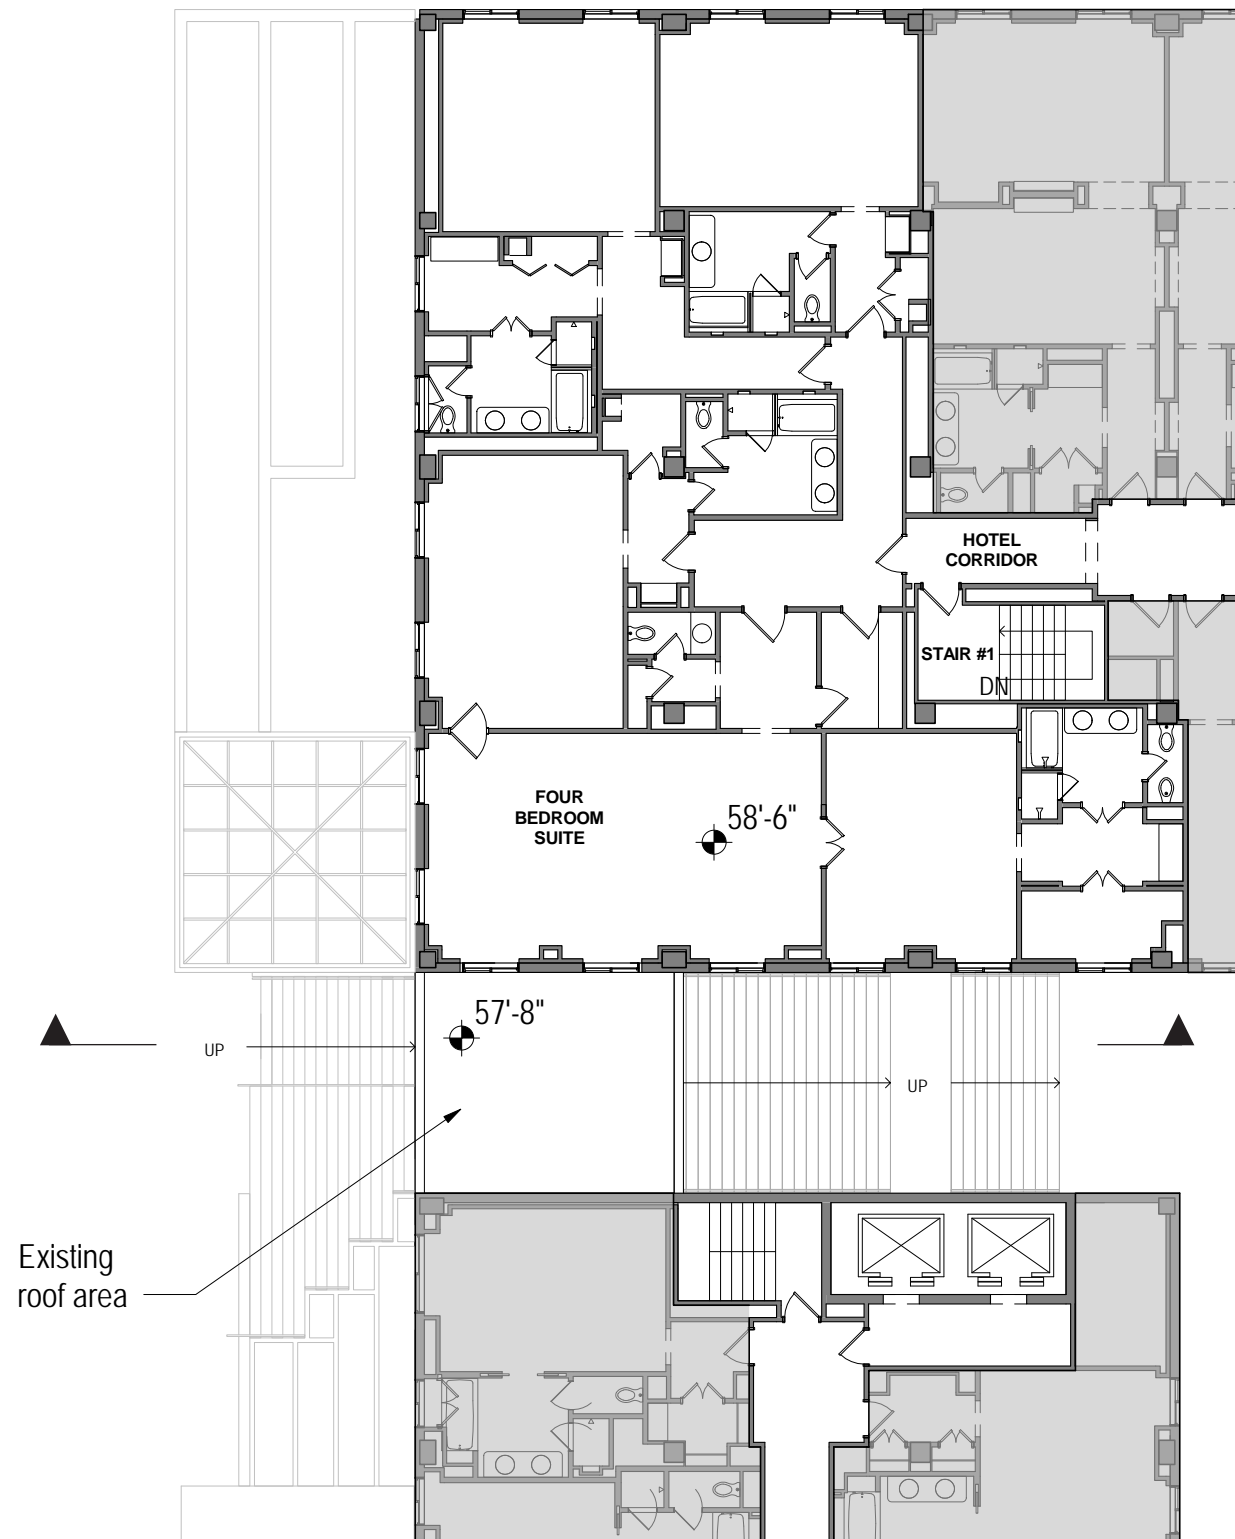 HOTEL
CORRIDOR
STAIR #1
DN
FOUR
BEDROOM
SUITE
58'-6"
57'-8"
UP
UP
Existing
roof area